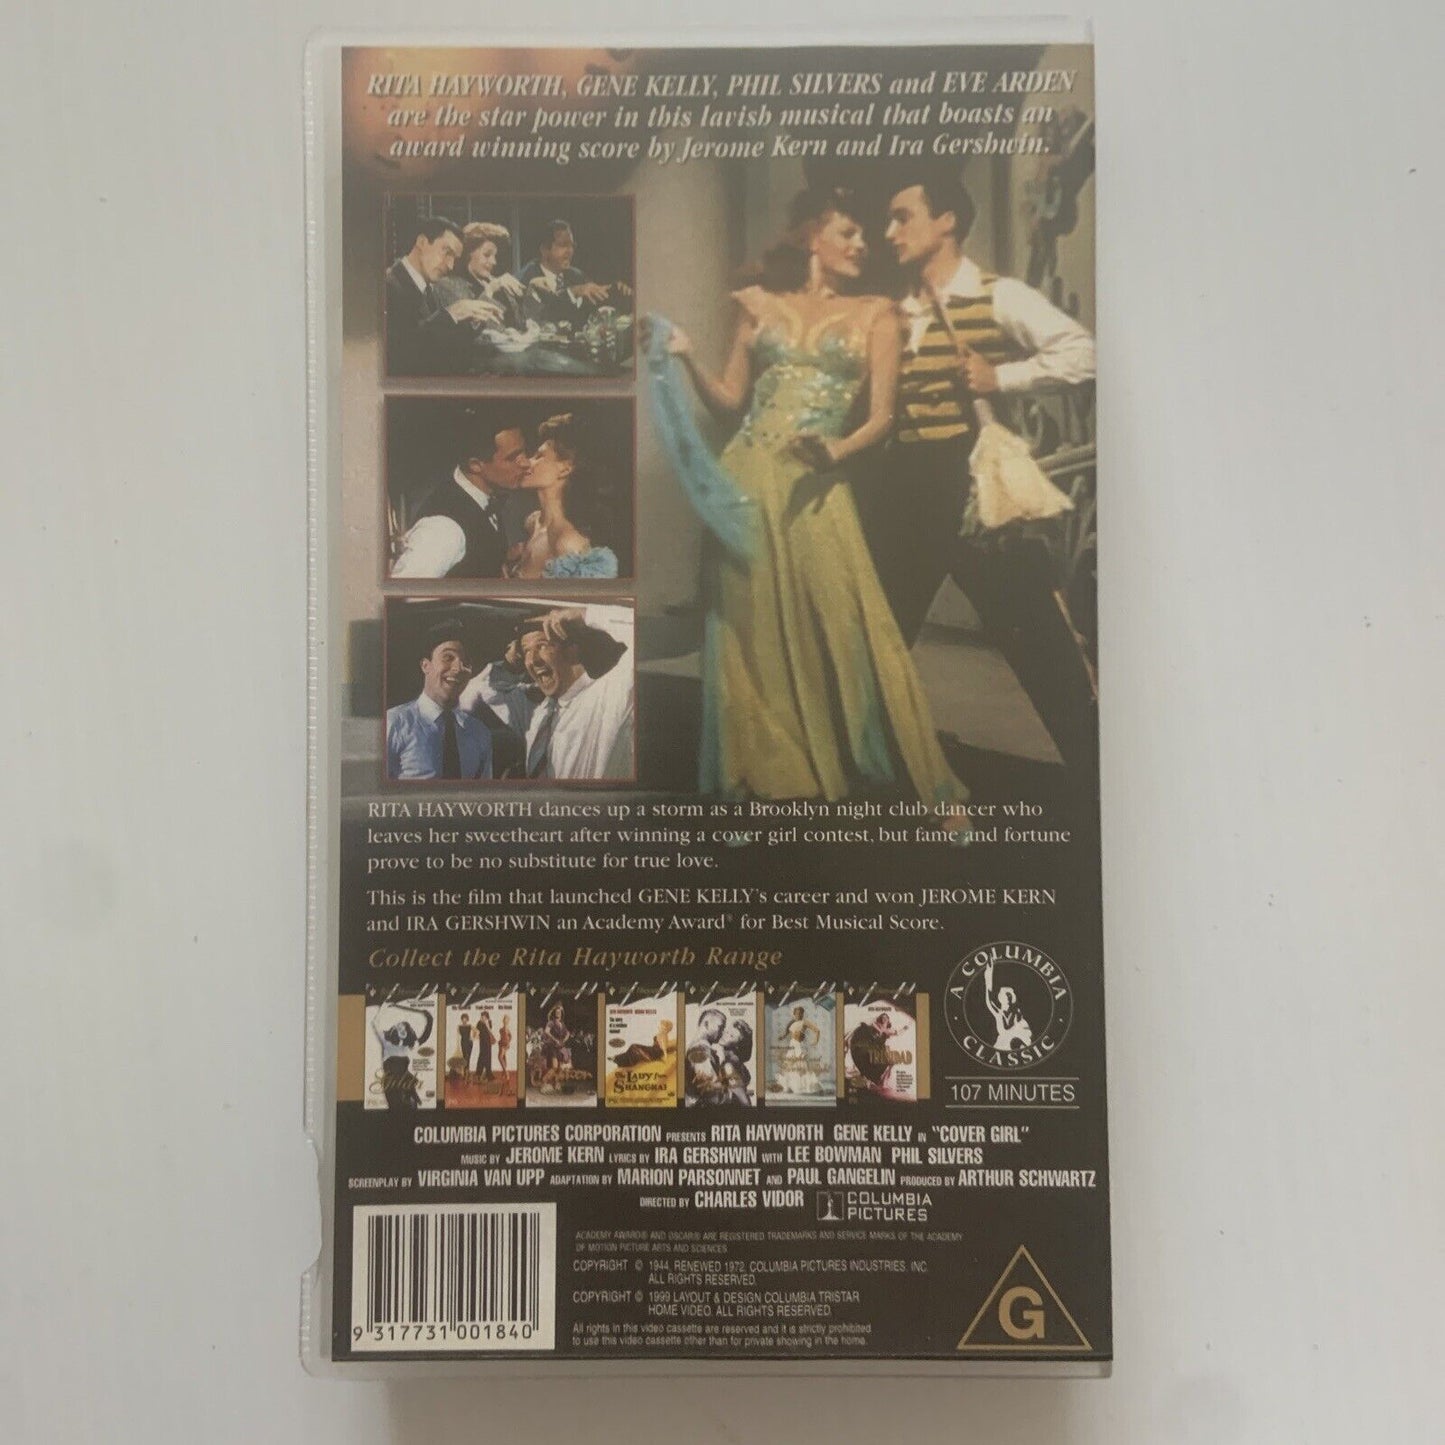 RITA HAYWORTH, GENE KELLY, PHIL SILVERS and EVE ARDEN
are the star power in this lavish musical that boasts an
award winning score by Jerome Kern and Ira Gershwin.
RITA HAYWORTH dances up a storm as a Brooklyn night club dancer who
leaves her sweetheart after winning a cover girl contest, but fame and fortune
prove to be no substitute for true love.
This is the film that launched GENE KELLY's career and won JEROME KERN
and IRA GERSHWIN an Academy Award® for Best Musical Score.
Collect the Rita Hayworth Range
Gilda
The LADY from
SHANGHAI
TRINIDAD
A COLUMBIA
CLASSIC
107 MINUTES
COLUMBIA PICTURES CORPORATION PRESENTS RITA HAYWORTH GENE KELLY IN "COVER GIRL"
MUSIC BY JEROME KERN LYRICS BY IRA GERSHWIN WITH LEE BOWMAN PHIL SILVERS
SCREENPLAY BY VIRGINIA VAN UPP ADAPTATION BY MARION PARSONNET AND PAUL GANGELIN PRODUCED BY ARTHUR SCHWARTZ
DIRECTED BY CHARLES VIDOR COLUMBIA
PICTURES
ACADEMY AWARD® AND OSCAR® ARE REGISTERED TRADEMARKS AND SERVICE MARKS OF THE ACADEMY
OF MOTION PICTURE ARTS AND SCIENCES
COPYRIGHT © 1944, RENEWED 1972, COLUMBIA PICTURES INDUSTRIES, INC.
ALL RIGHTS RESERVED.
COPYRIGHT © 1999 LAYOUT & DESIGN COLUMBIA TRISTAR
HOME VIDEO. ALL RIGHTS RESERVED.
All rights in this video cassette are reserved and it is strictly prohibited
to use this video cassette other than for private showing in the home.
9 317731 001840
G